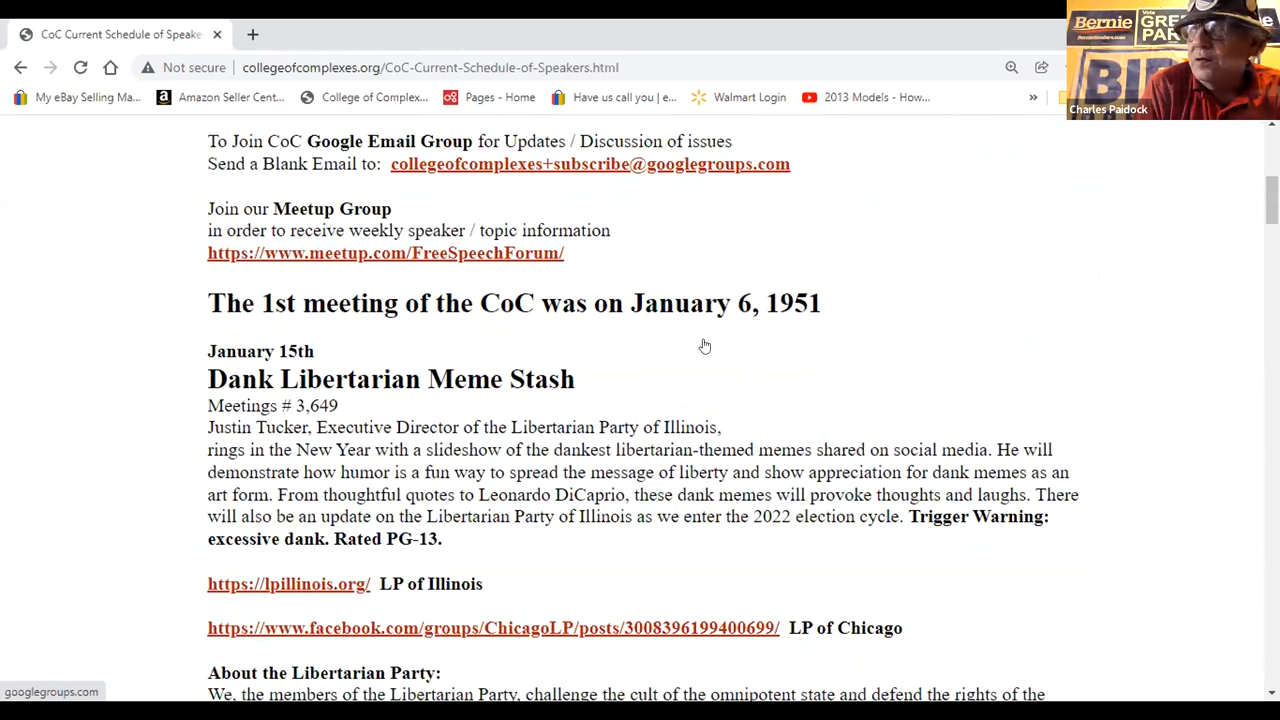 CoC Current Schedule of Speake
Not secure
collegeofcomplexes.org/CoC-Current-Schedule-of-Speakers.html
My eBay Selling Ma...
Amazon Seller Cent...
College of Complex...
Pages - Home
Have us call you | e...
Walmart Login
2013 Models - How...
»
Bernie
Vote
GRE
PAR
Charles Paidock
To Join CoC Google Email Group for Updates / Discussion of issues
Send a Blank Email to: collegeofcomplexes+subscribe@googlegroups.com
Join our Meetup Group
in order to receive weekly speaker / topic information
https://www.meetup.com/FreeSpeechForum/
The 1st meeting of the CoC was on January 6, 1951
January 15th
Dank Libertarian Meme Stash
Meetings # 3,649
Justin Tucker, Executive Director of the Libertarian Party of Illinois,
rings in the New Year with a slideshow of the dankest libertarian-themed memes shared on social media. He will
demonstrate how humor is a fun way to spread the message of liberty and show appreciation for dank memes as an
art form. From thoughtful quotes to Leonardo DiCaprio, these dank memes will provoke thoughts and laughs. There
will also be an update on the Libertarian Party of Illinois as we enter the 2022 election cycle. Trigger Warning:
excessive dank. Rated PG-13.
https://lpillinois.org/ LP of Illinois
https://www.facebook.com/groups/ChicagoLP/posts/3008396199400699/ LP of Chicago
About the Libertarian Party:
We, the members of the Libertarian Party, challenge the cult of the omnipotent state and defend the rights of the
googlegroups.com